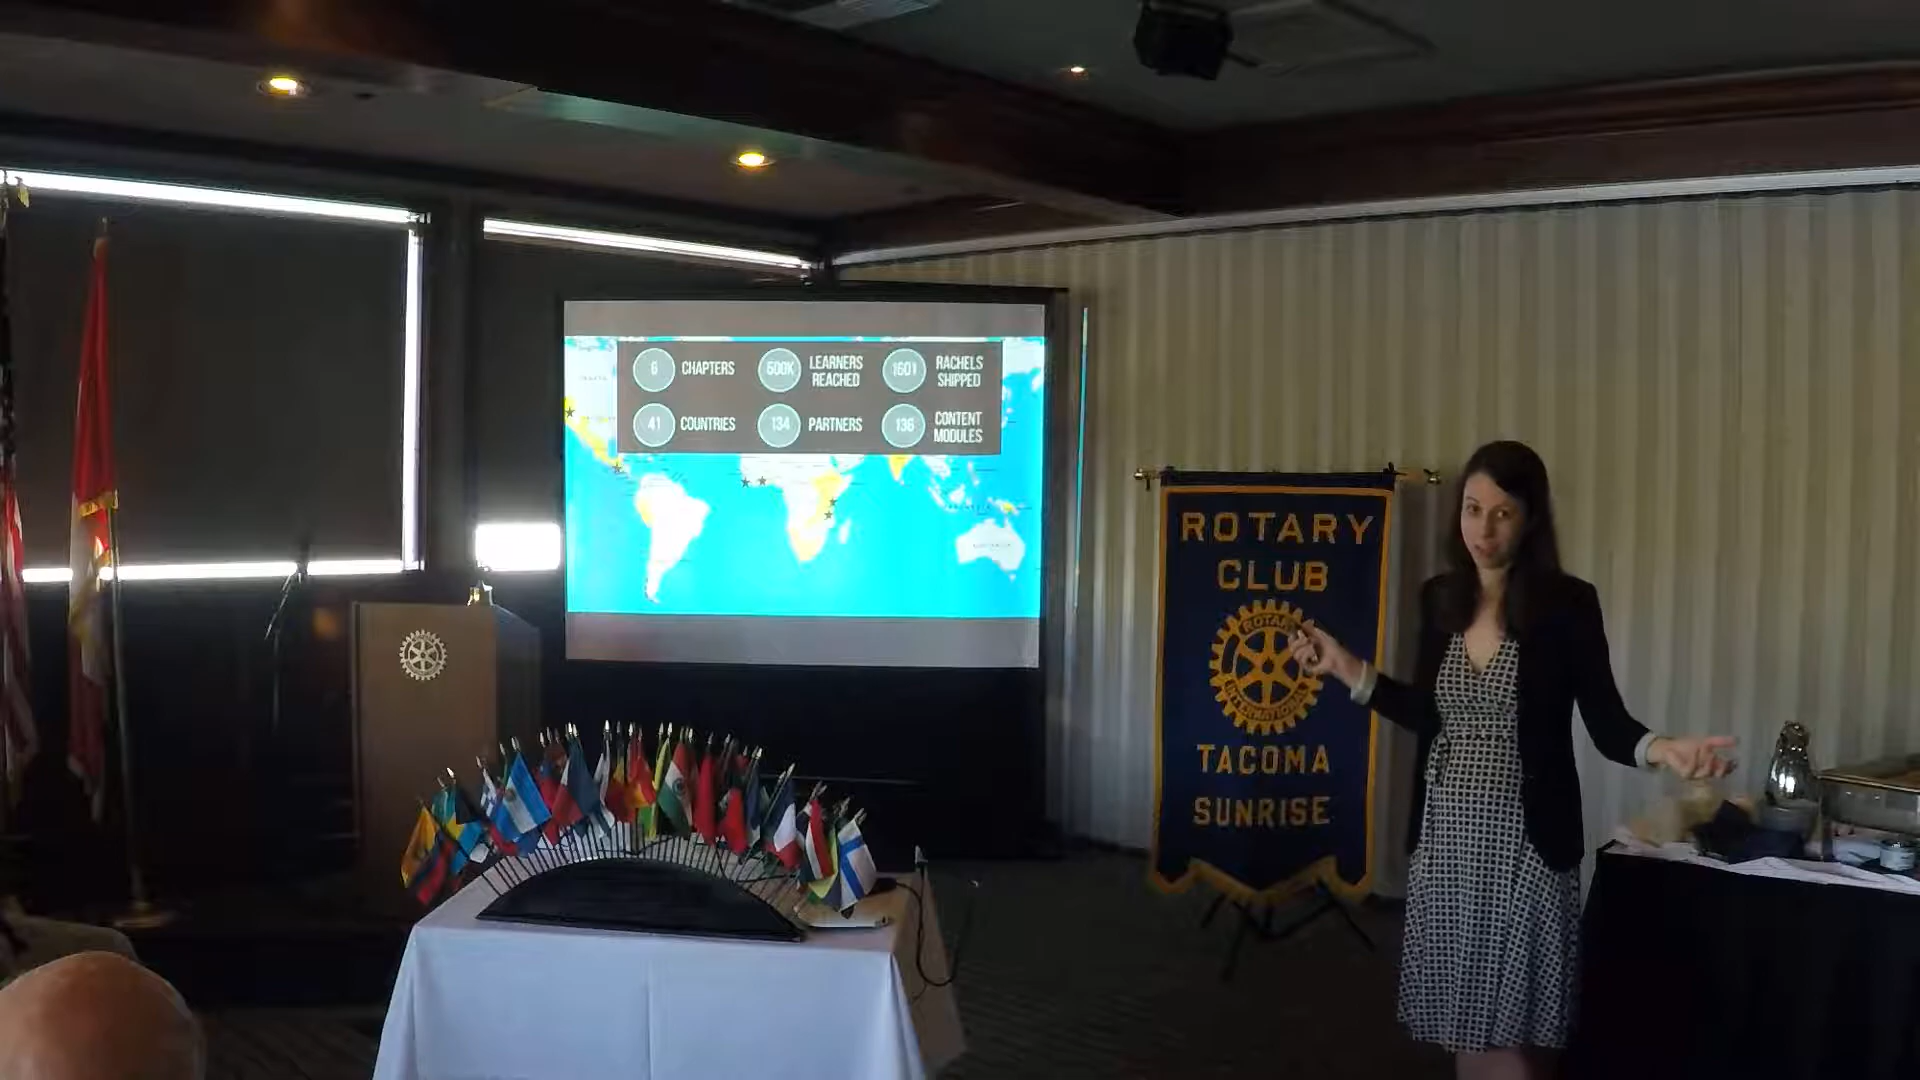 6 CHAPTERS
500K LEARNERS
REACHED
1601 RACHELS
SHIPPED
41 COUNTRIES
134 PARTNERS
136 CONTENT
MODULES
AUSTRALIA
ROTARY
CLUB
ROTARY
INTERNATIONAL
TACOMA
SUNRISE